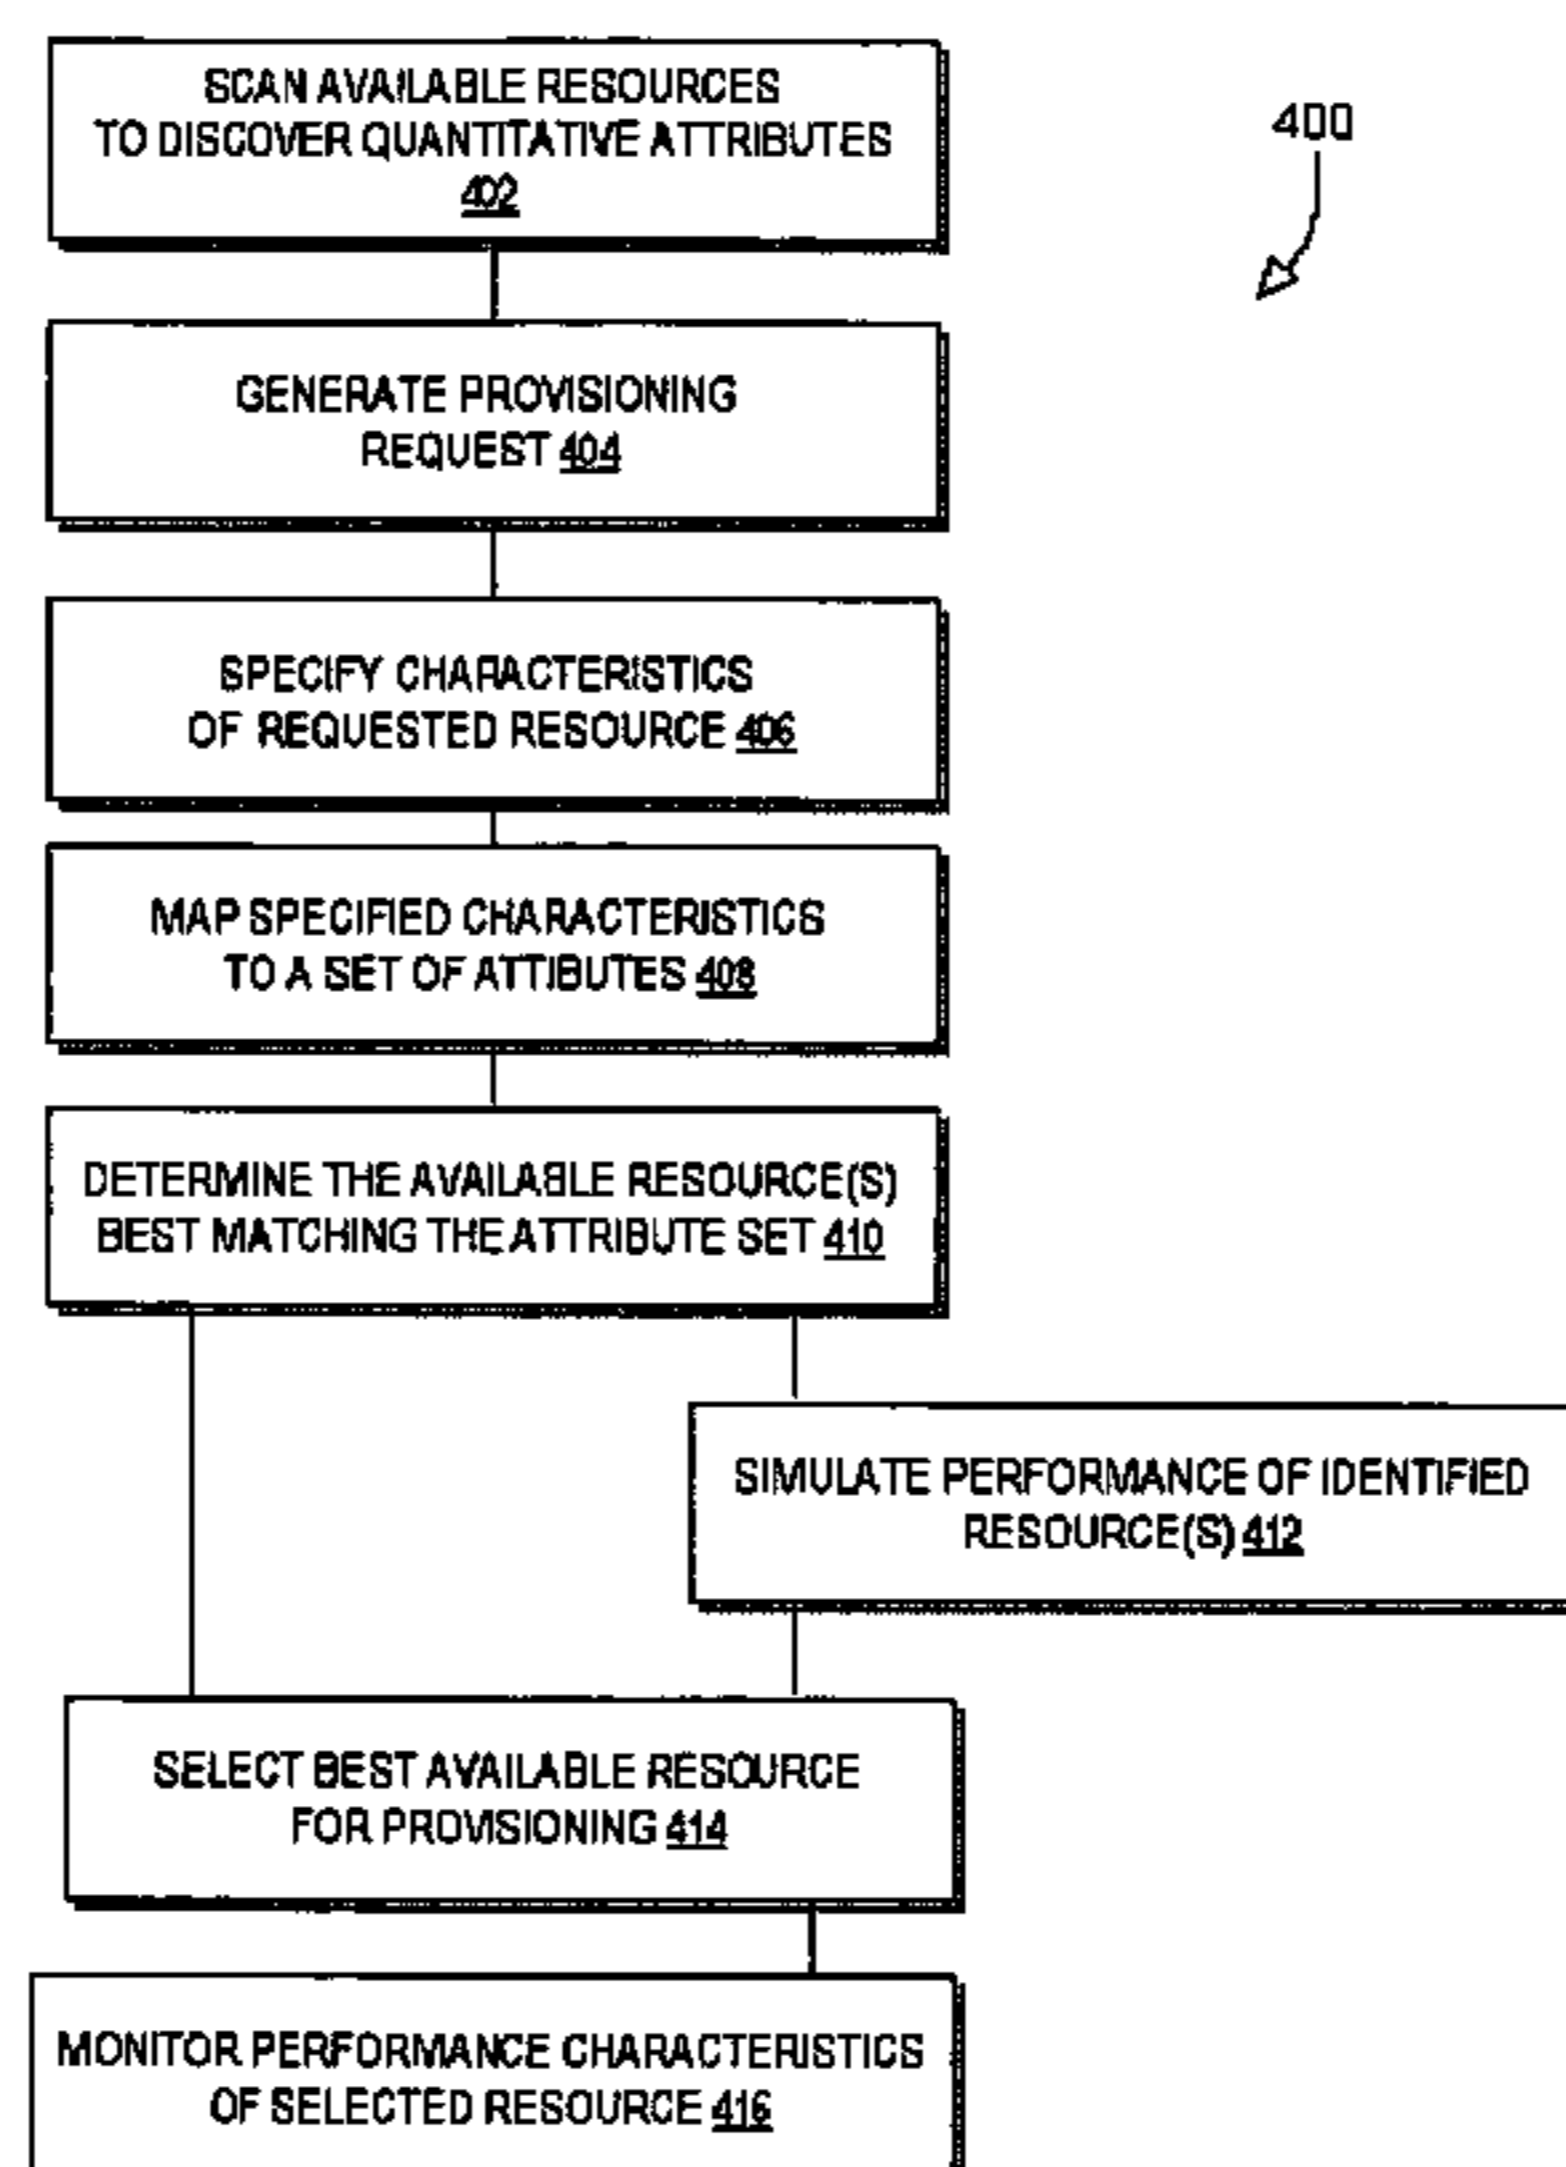 SCAN AVAILABLE RESOURCES
TO DISCOVER QUANTITATIVE ATTRIBUTES
402
400
GENERATE PROVISIONING
REQUEST 404
SPECIFY CHARACTERISTICS
OF REQUESTED RESOURCE 406
MAP SPECIFIED CHARACTERISTICS
TO A SET OF ATTIBUTES 408
DETERMINE THE AVAILABLE RESOURCE(S)
BEST MATCHING THE ATTRIBUTE SET 410
SIMULATE PERFORMANCE OF IDENTIFIED
RESOURCE(S) 412
SELECT BEST AVAILABLE RESOURCE
FOR PROVISIONING 414
MONITOR PERFORMANCE CHARACTERISTICS
OF SELECTED RESOURCE 416